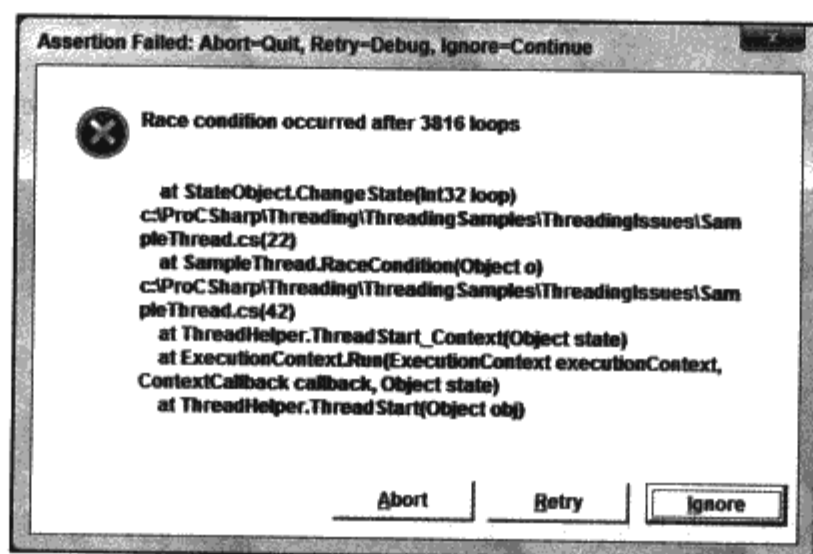 Assertion Failed: Abort=Quit, Retry=Debug, Ignore=Continue
Race condition occurred after 3816 loops
at StateObject.ChangeState(Int32 loop)
c:\ProCSharp\Threading\ThreadingSamples\ThreadingIssues\Sam
pleThread.cs(22)
at SampleThread.RaceCondition(Object o)
c:\ProCSharp\Threading\ThreadingSamples\ThreadingIssues\Sam
pleThread.cs(42)
at ThreadHelper.ThreadStart_Context(Object state)
at ExecutionContext.Run(ExecutionContext executionContext,
ContextCallback callback, Object state)
at ThreadHelper.ThreadStart(Object obj)
Abort Retry Ignore